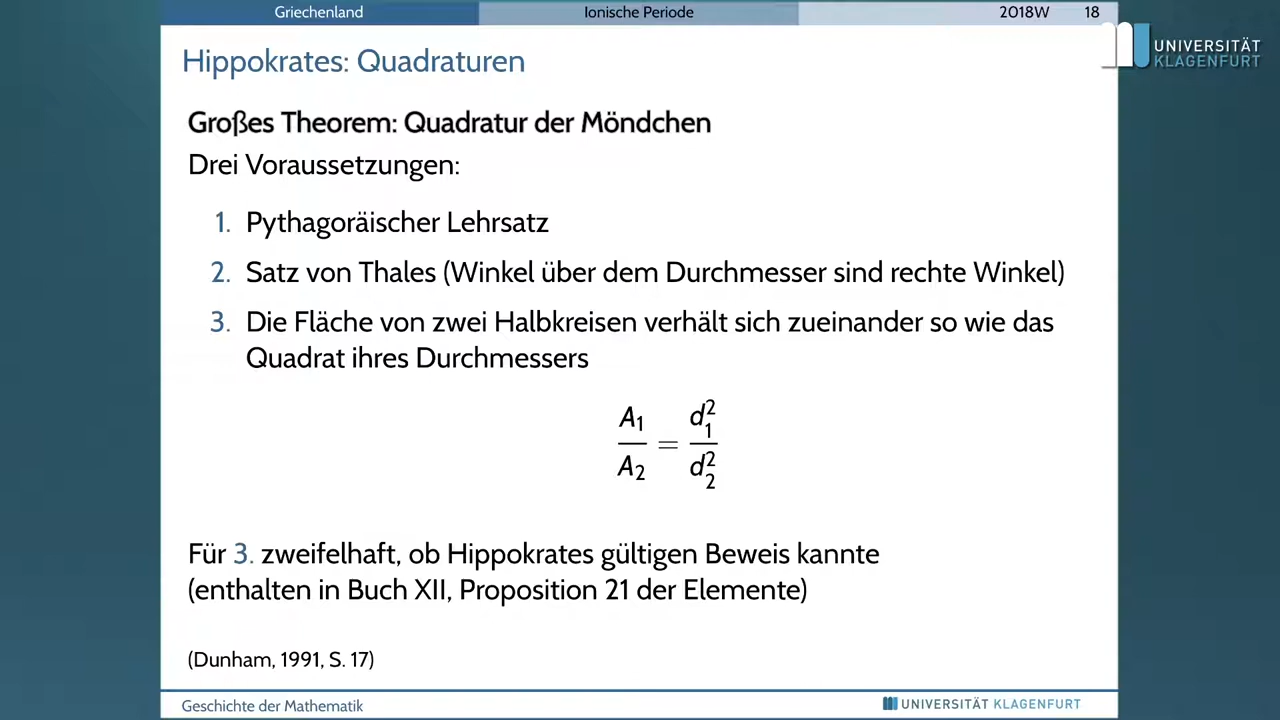 Griechenland Ionische Periode 2018W 18
UNIVERSITÄT
KLAGENFURT
Hippokrates: Quadraturen
Großes Theorem: Quadratur der Möndchen
Drei Voraussetzungen:
1. Pythagoräischer Lehrsatz
2. Satz von Thales (Winkel über dem Durchmesser sind rechte Winkel)
3. Die Fläche von zwei Halbkreisen verhält sich zueinander so wie das
Quadrat ihres Durchmessers
A₁/A₂ = d₁²/d₂²
Für 3. zweifelhaft, ob Hippokrates gültigen Beweis kannte
(enthalten in Buch XII, Proposition 21 der Elemente)
(Dunham, 1991, S. 17)
Geschichte der Mathematik UNIVERSITÄT KLAGENFURT